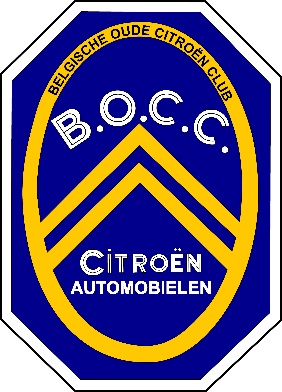 BELGISCHE OUDE CITROËN CLUB
B.O.C.C.
CITROËN
AUTOMOBIELEN